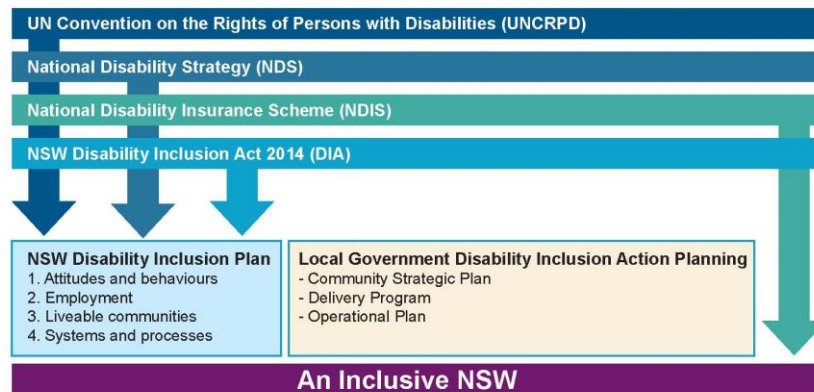 UN Convention on the Rights of Persons with Disabilities (UNCRPD)
National Disability Strategy (NDS)
National Disability Insurance Scheme (NDIS)
NSW Disability Inclusion Act 2014 (DIA)
NSW Disability Inclusion Plan
1. Attitudes and behaviours
2. Employment
3. Liveable communities
4. Systems and processes
Local Government Disability Inclusion Action Planning
- Community Strategic Plan
- Delivery Program
- Operational Plan
An Inclusive NSW